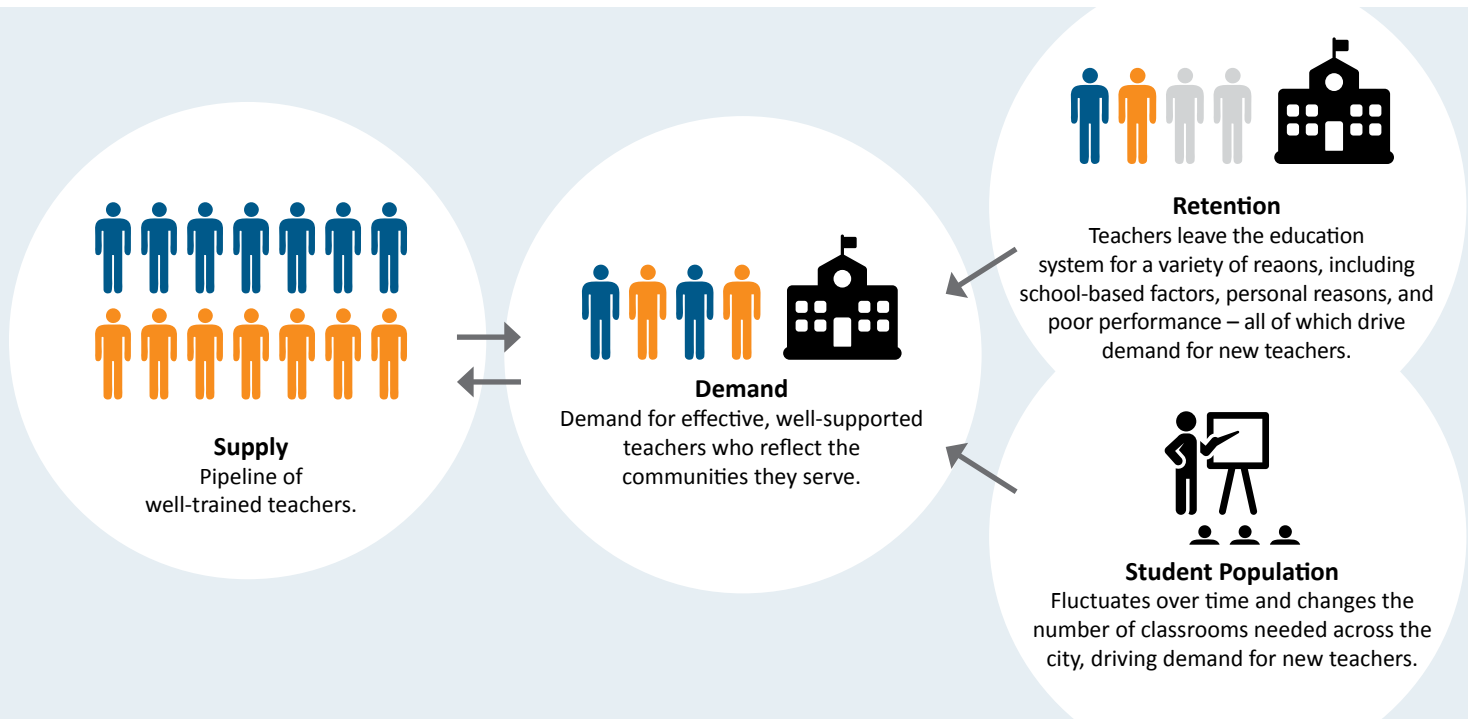 Supply
Pipeline of
well-trained teachers.
Demand
Demand for effective, well-supported
teachers who reflect the
communities they serve.
Retention
Teachers leave the education
system for a variety of reaons, including
school-based factors, personal reasons, and
poor performance – all of which drive
demand for new teachers.
Student Population
Fluctuates over time and changes the
number of classrooms needed across the
city, driving demand for new teachers.